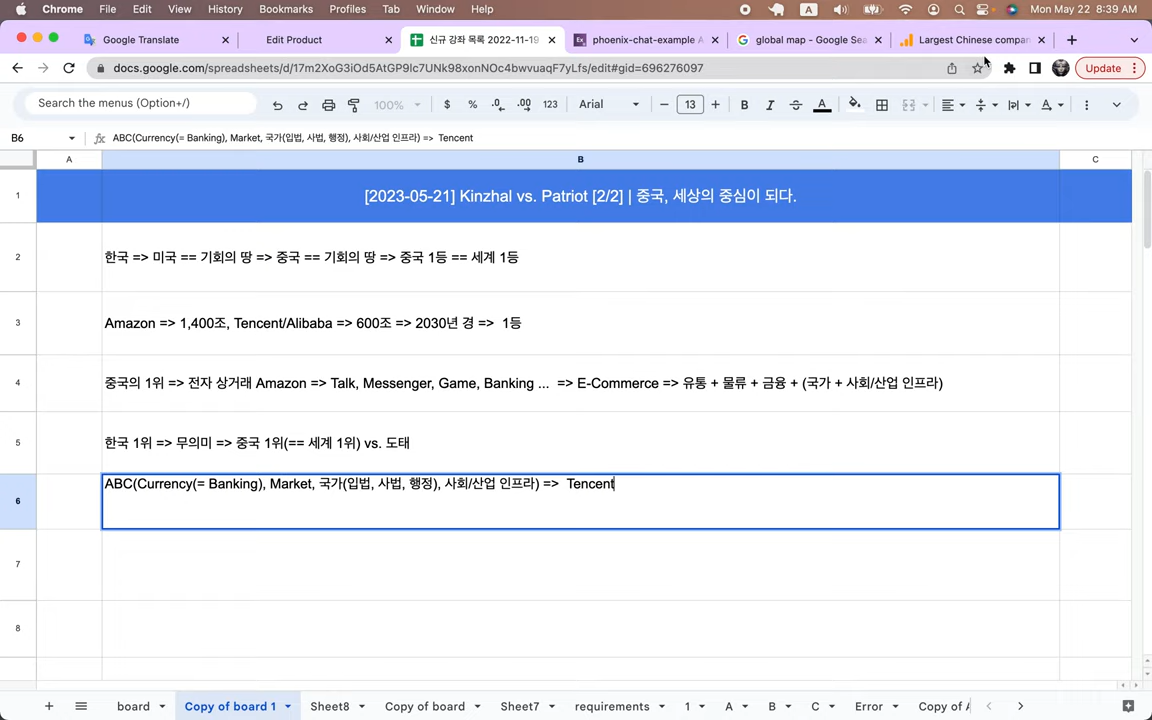 Chrome File Edit View History Bookmarks Profiles Tab Window Help A Mon May 22 8:39 AM
Google Translate Edit Product 신규 강좌 목록 2022-11-19 phoenix-chat-example A global map - Google Sea Largest Chinese compan
docs.google.com/spreadsheets/d/17m2XoG3iOd5AtGP9lc7UNk98xonNOc4bwvuaqF7yLfs/edit#gid=696276097 Update
Search the menus (Option+/) 100% $ % .0 .00 123 Arial 13 B I S A
B6 fx ABC(Currency(= Banking), Market, 국가(입법, 사법, 행정), 사회/산업 인프라) => Tencent
A B C
1 [2023-05-21] Kinzhal vs. Patriot [2/2] | 중국, 세상의 중심이 되다.
2 한국 => 미국 == 기회의 땅 => 중국 == 기회의 땅 => 중국 1등 == 세계 1등
3 Amazon => 1,400조, Tencent/Alibaba => 600조 => 2030년 경 => 1등
4 중국의 1위 => 전자 상거래 Amazon => Talk, Messenger, Game, Banking ... => E-Commerce => 유통 + 물류 + 금융 + (국가 + 사회/산업 인프라)
5 한국 1위 => 무의미 => 중국 1위(== 세계 1위) vs. 도태
6 ABC(Currency(= Banking), Market, 국가(입법, 사법, 행정), 사회/산업 인프라) => Tencent
7
8
board Copy of board 1 Sheet8 Copy of board Sheet7 requirements 1 A B C Error Copy of A